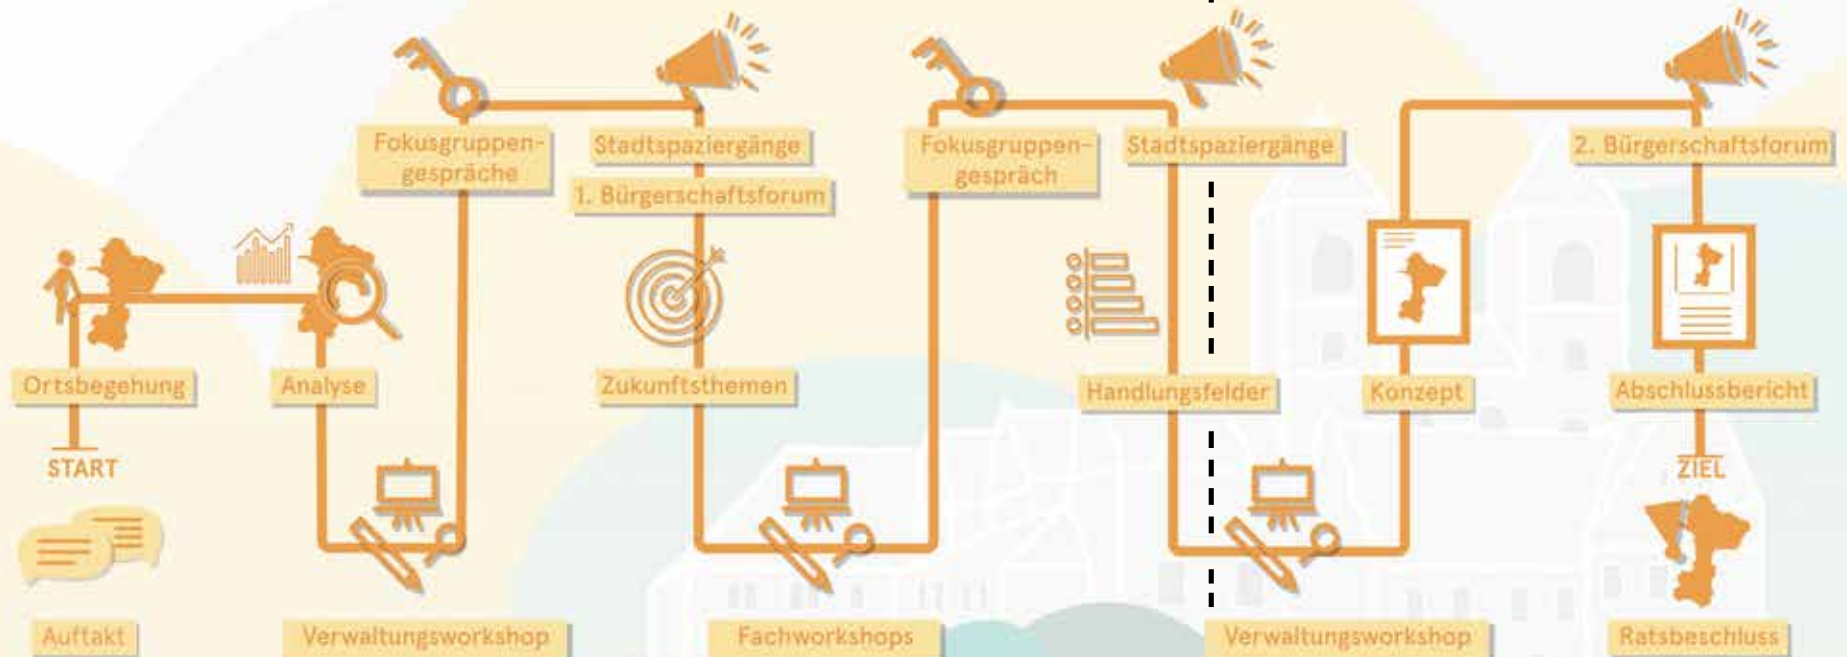 Fokusgruppen-
gespräche
Stadtspaziergänge
1. Bürgerschaftsforum
Fokusgruppen-
gespräch
Stadtspaziergänge
2. Bürgerschaftsforum
Ortsbegehung
Analyse
Zukunftsthemen
Handlungsfelder
Konzept
Abschlussbericht
START
ZIEL
Auftakt
Verwaltungsworkshop
Fachworkshops
Verwaltungsworkshop
Ratsbeschluss